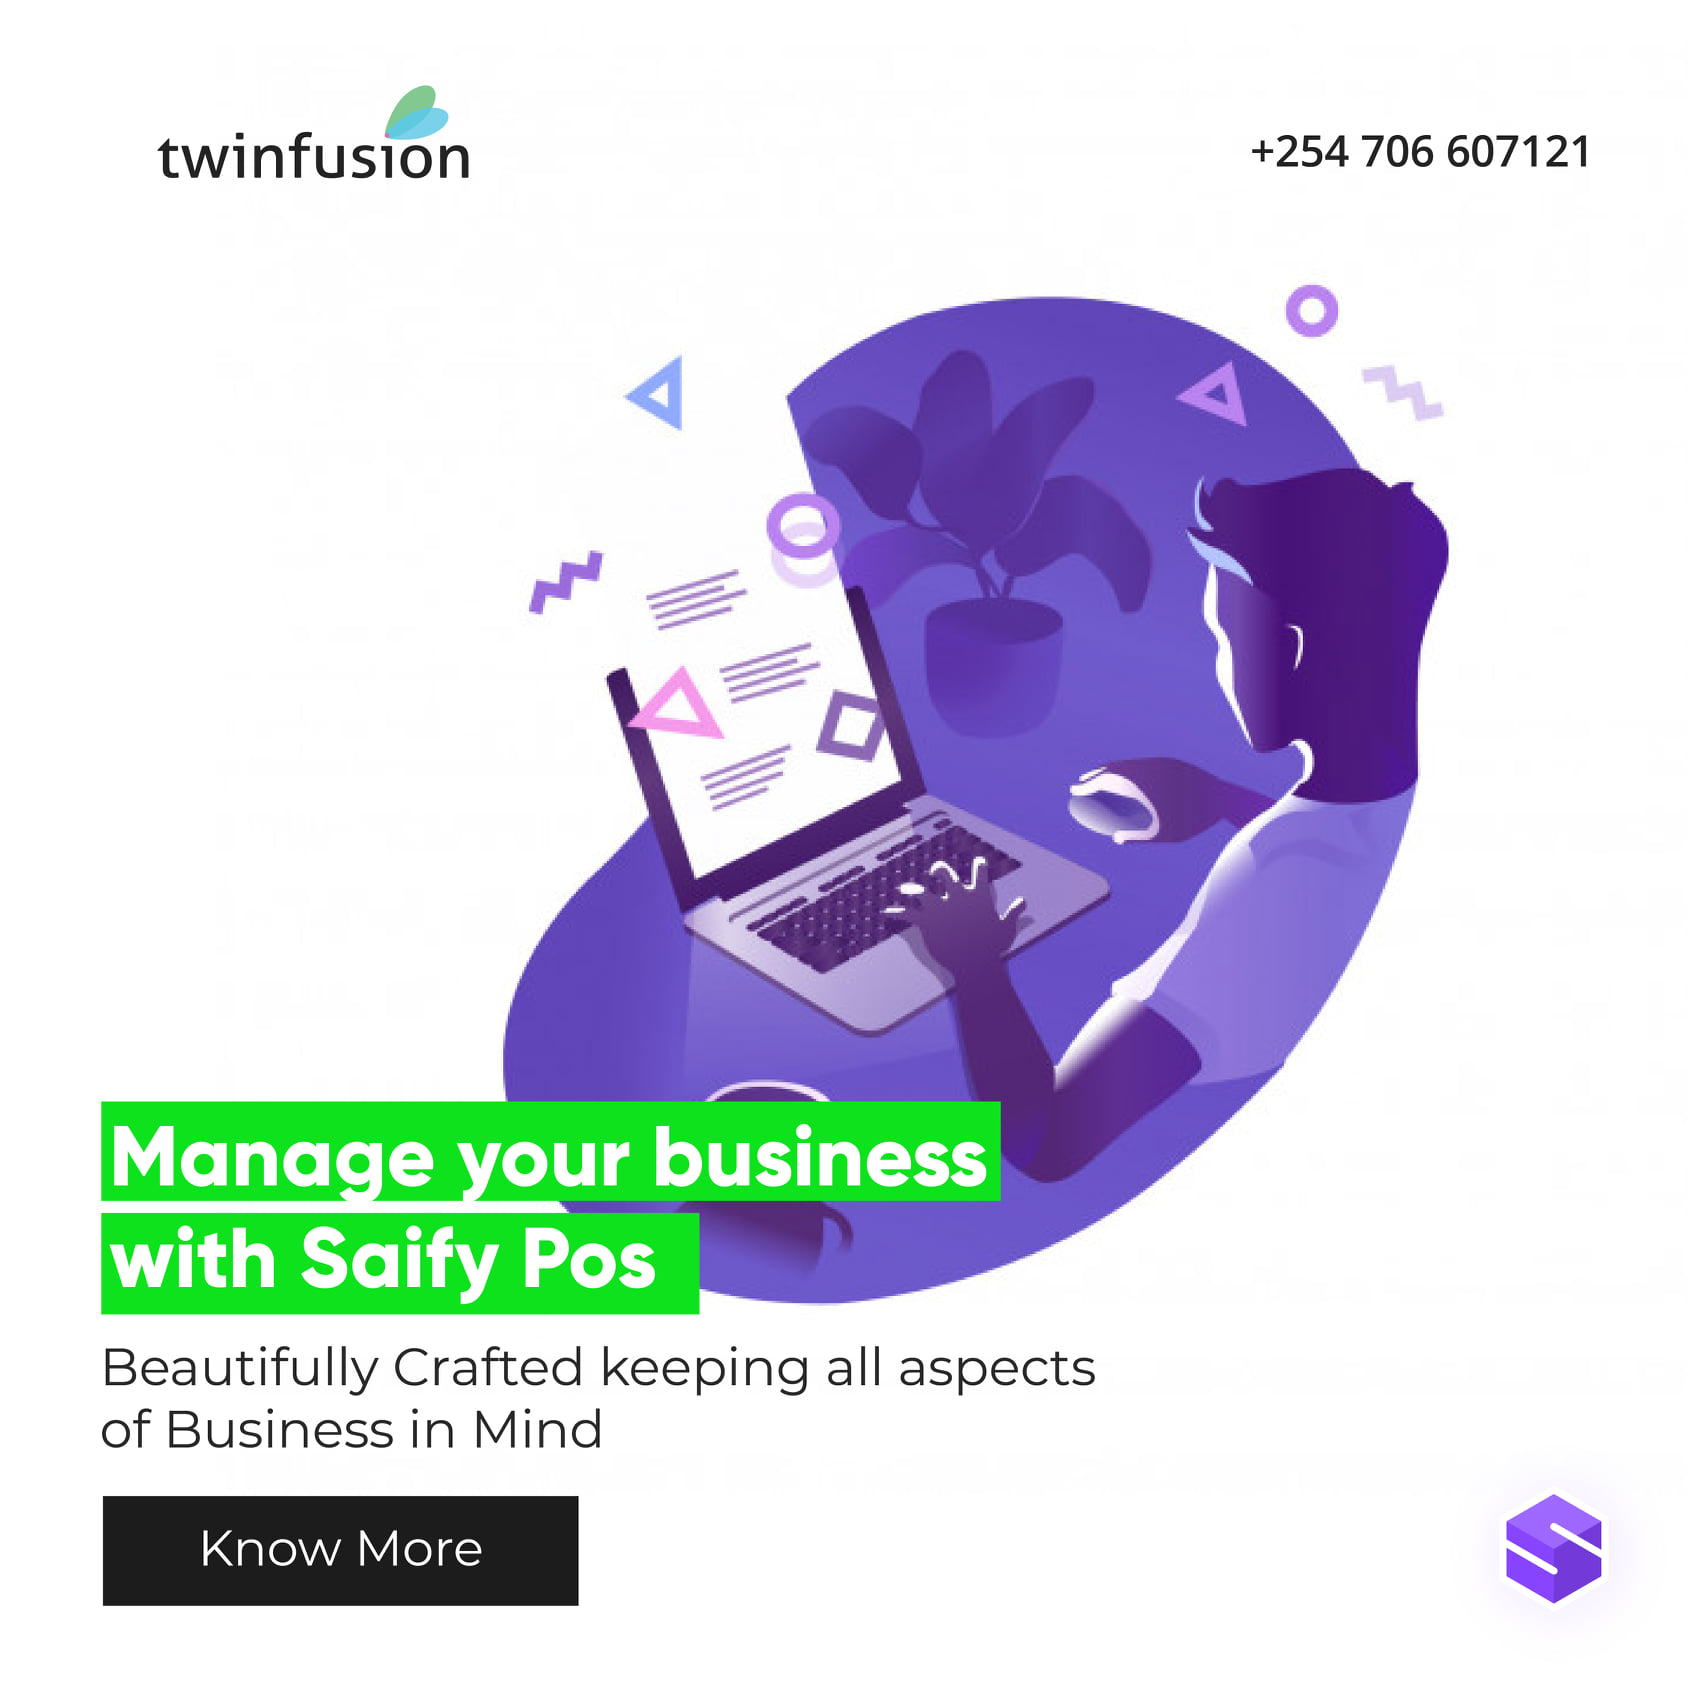 twinfusion
+254 706 607121
Manage your business
with Saify Pos
Beautifully Crafted keeping all aspects
of Business in Mind
Know More